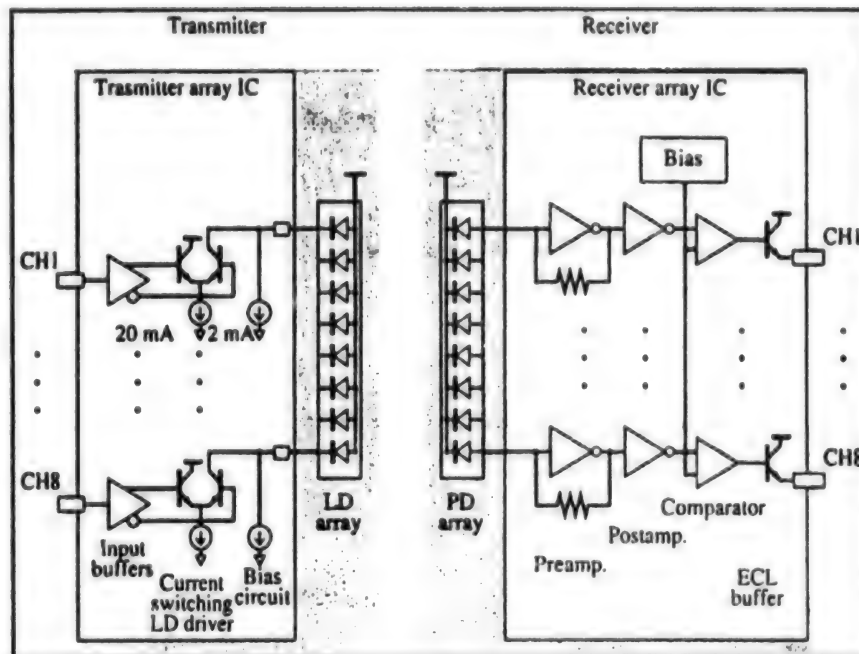 Transmitter
Receiver
Trasmitter array IC
Receiver array IC
Bias
CH1
CH1
20 mA
2 mA
CH8
CH8
LD
array
PD
array
Comparator
Postamp.
Preamp.
Input
buffers
Current
switching
LD driver
Bias
circuit
ECL
buffer